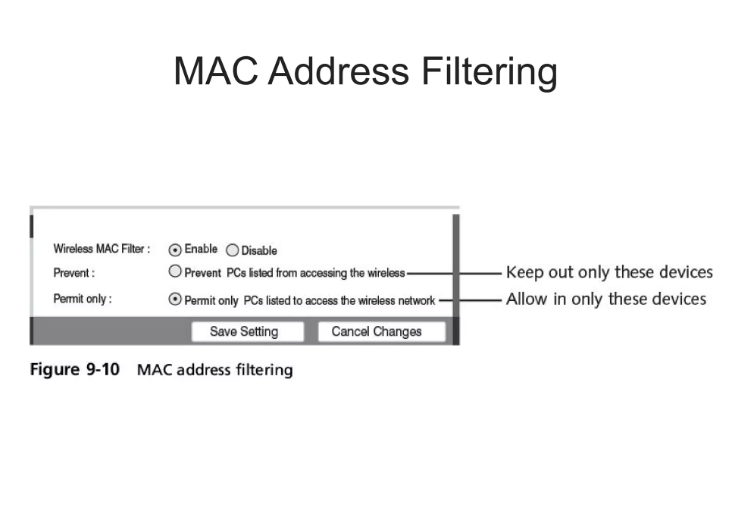 MAC Address Filtering
Wireless MAC Filter : Enable Disable
Prevent : Prevent PCs listed from accessing the wireless Keep out only these devices
Permit only : Permit only PCs listed to access the wireless network Allow in only these devices
Save Setting Cancel Changes
Figure 9-10 MAC address filtering